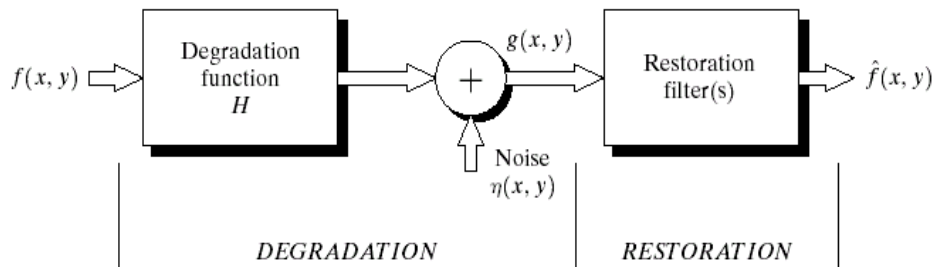 f(x, y)
Degradation
function
H
+
g(x, y)
Noise
η(x, y)
Restoration
filter(s)
f̂(x, y)
DEGRADATION
RESTORATION